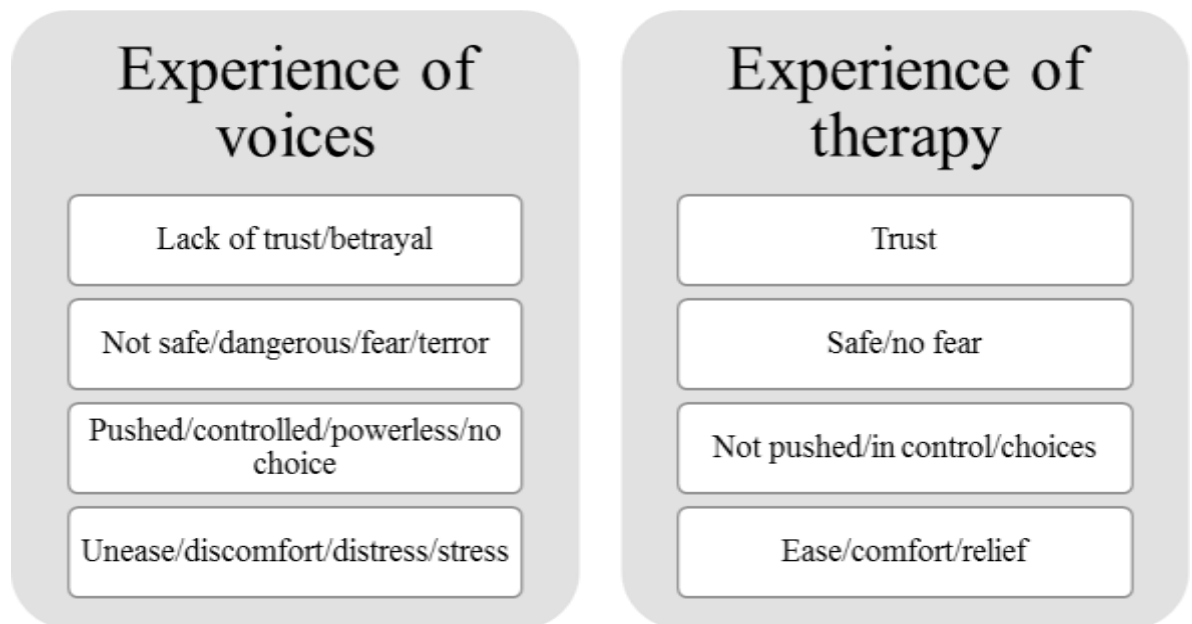 Experience of
voices
Lack of trust/betrayal
Not safe/dangerous/fear/terror
Pushed/controlled/powerless/no
choice
Unease/discomfort/distress/stress
Experience of
therapy
Trust
Safe/no fear
Not pushed/in control/choices
Ease/comfort/relief